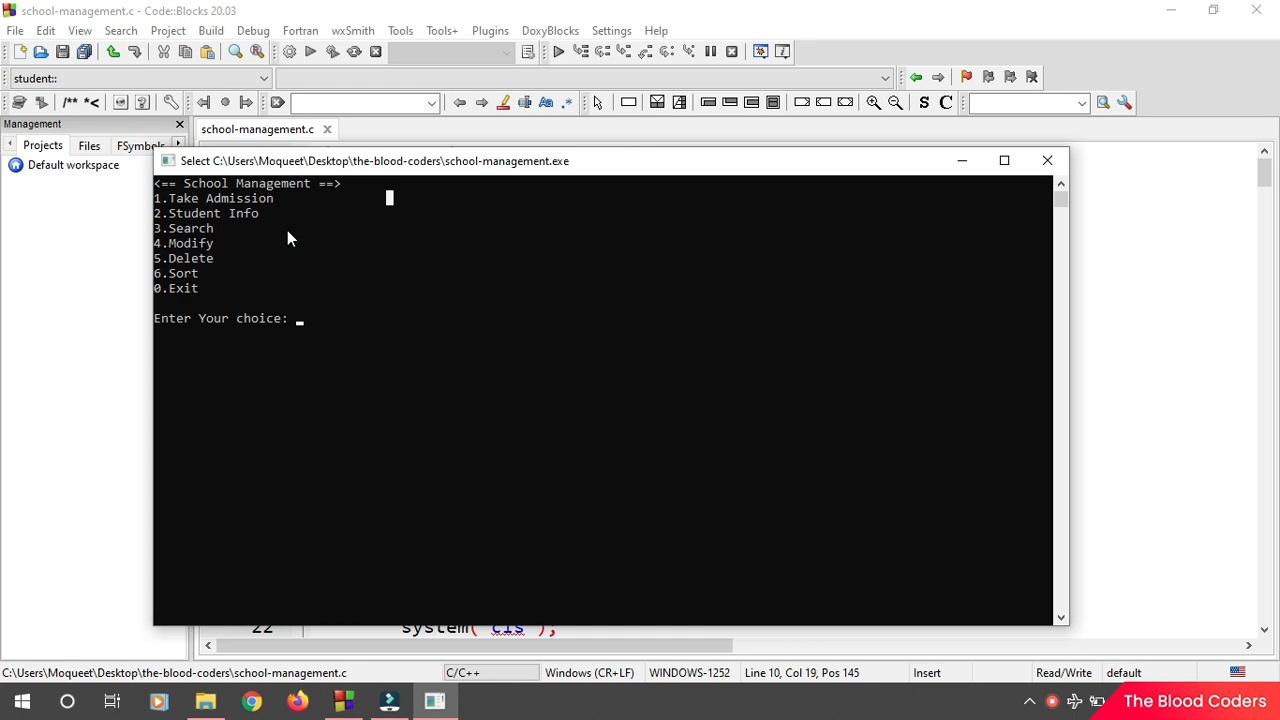 school-management.c - Code::Blocks 20.03
File Edit View Search Project Build Debug Fortran wxSmith Tools Tools+ Plugins DoxyBlocks Settings Help
student::
/** *<
S C
Management
Projects Files FSymbols
school-management.c
Default workspace
Select C:\Users\Moqueet\Desktop\the-blood-coders\school-management.exe
<== School Management ==>
1.Take Admission
2.Student Info
3.Search
4.Modify
5.Delete
6.Sort
0.Exit
Enter Your choice: _
22 system("cls");
C:\Users\Moqueet\Desktop\the-blood-coders\school-management.c C/C++ Windows (CR+LF) WINDOWS-1252 Line 10, Col 19, Pos 145 Insert Read/Write default
The Blood Coders